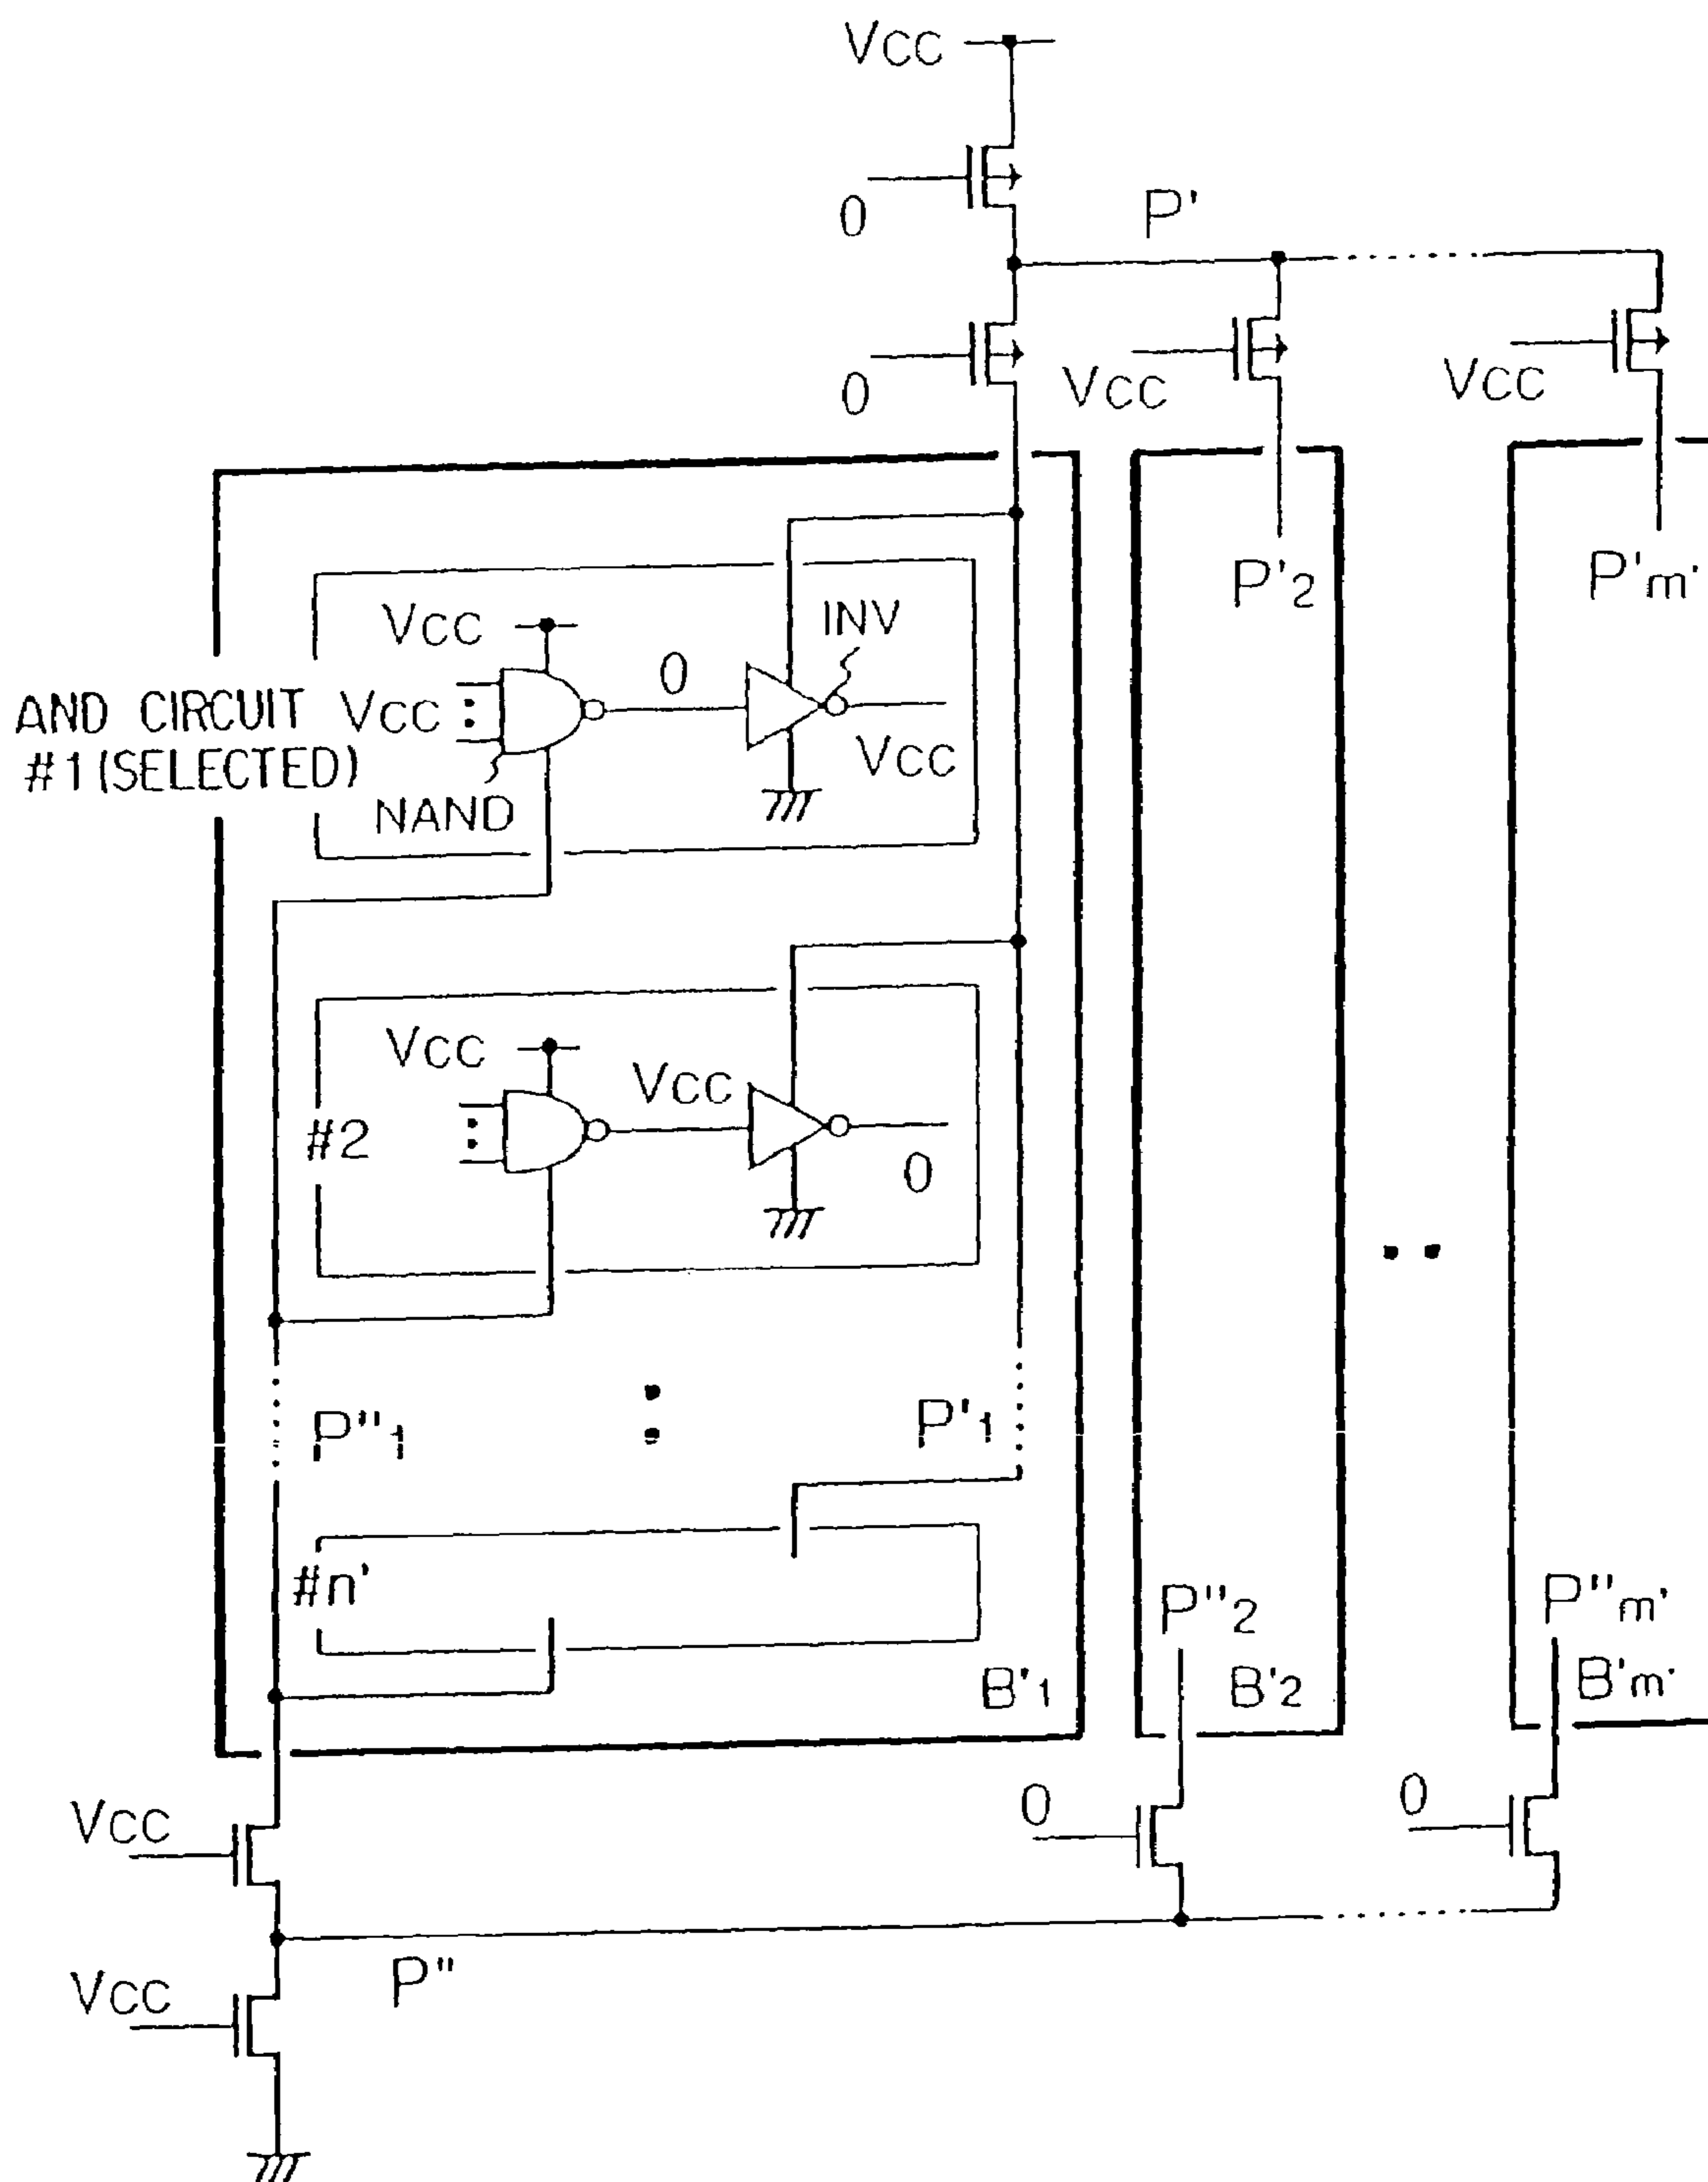 VCC
0
P'
0
VCC
VCC
P'2
P'm'
VCC
INV
0
AND CIRCUIT
#1(SELECTED)
VCC
VCC
NAND
VCC
VCC
#2
0
P"1
P'1
#n'
P"2
P"m'
B'1
B'2
B'm'
VCC
0
0
P"
VCC